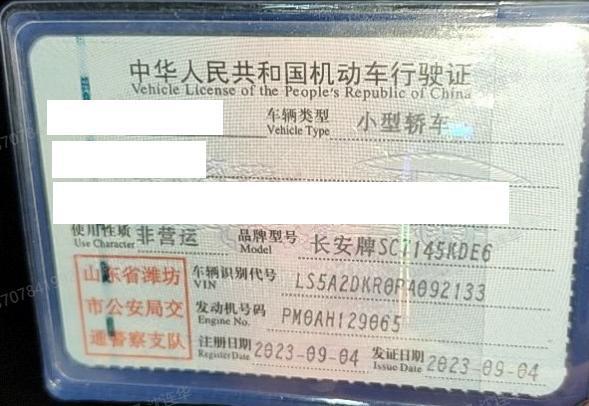 中华人民共和国机动车行驶证
Vehicle License of the People's Republic of China
车辆类型 小型轿车
Vehicle Type
使用性质 非营运 品牌型号 长安牌SC7145KDE6
Use Character Model
山东省潍坊
市公安局交
通警察支队
车辆识别代号 LS5A2DKR0PA092133
VIN
发动机号码 PM0AH129065
Engine No.
注册日期 2023-09-04 发证日期 2023-09-04
Register Date Issue Date